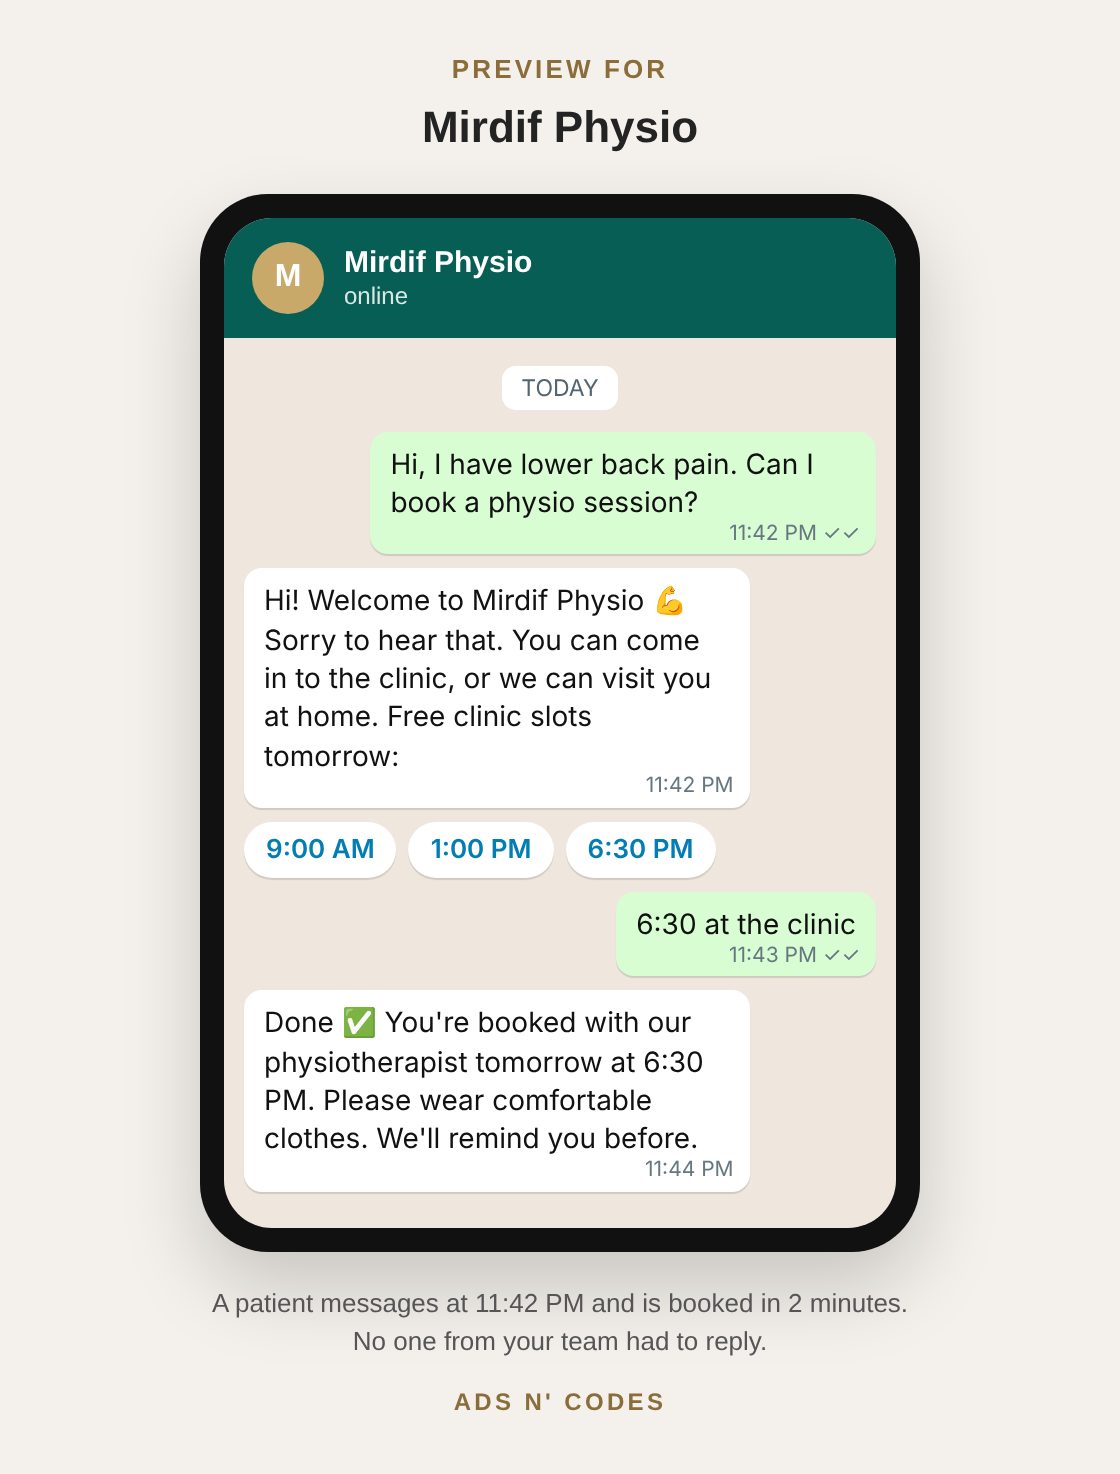 PREVIEW FOR
Mirdif Physio
M
Mirdif Physio
online
TODAY
Hi, I have lower back pain. Can I
book a physio session?
11:42 PM ✓✓
Hi! Welcome to Mirdif Physio 💪
Sorry to hear that. You can come
in to the clinic, or we can visit you
at home. Free clinic slots
tomorrow:
11:42 PM
9:00 AM 1:00 PM 6:30 PM
6:30 at the clinic
11:43 PM ✓✓
Done ✅ You're booked with our
physiotherapist tomorrow at 6:30
PM. Please wear comfortable
clothes. We'll remind you before.
11:44 PM
A patient messages at 11:42 PM and is booked in 2 minutes.
No one from your team had to reply.
ADS N' CODES